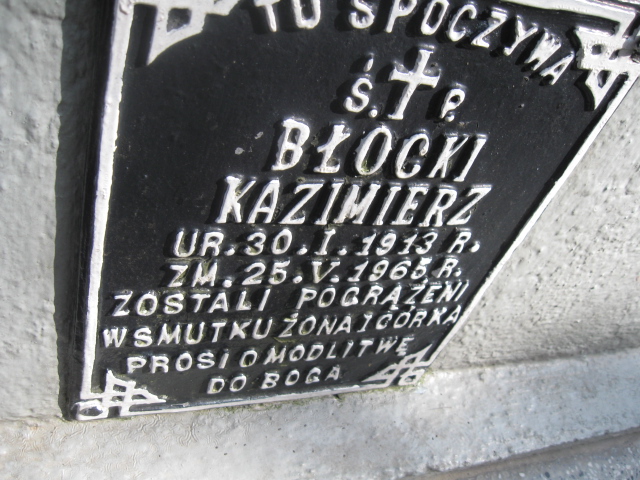 TU SPOCZYWA
Ś. P.
BŁOCKI
KAZIMIERZ
UR. 30. I. 1913 R.
ZM. 25. V. 1965 R.
ZOSTALI POGRĄŻENI
W SMUTKU ŻONA I CÓRKA
PROSI O MODLITWĘ
DO BOGA